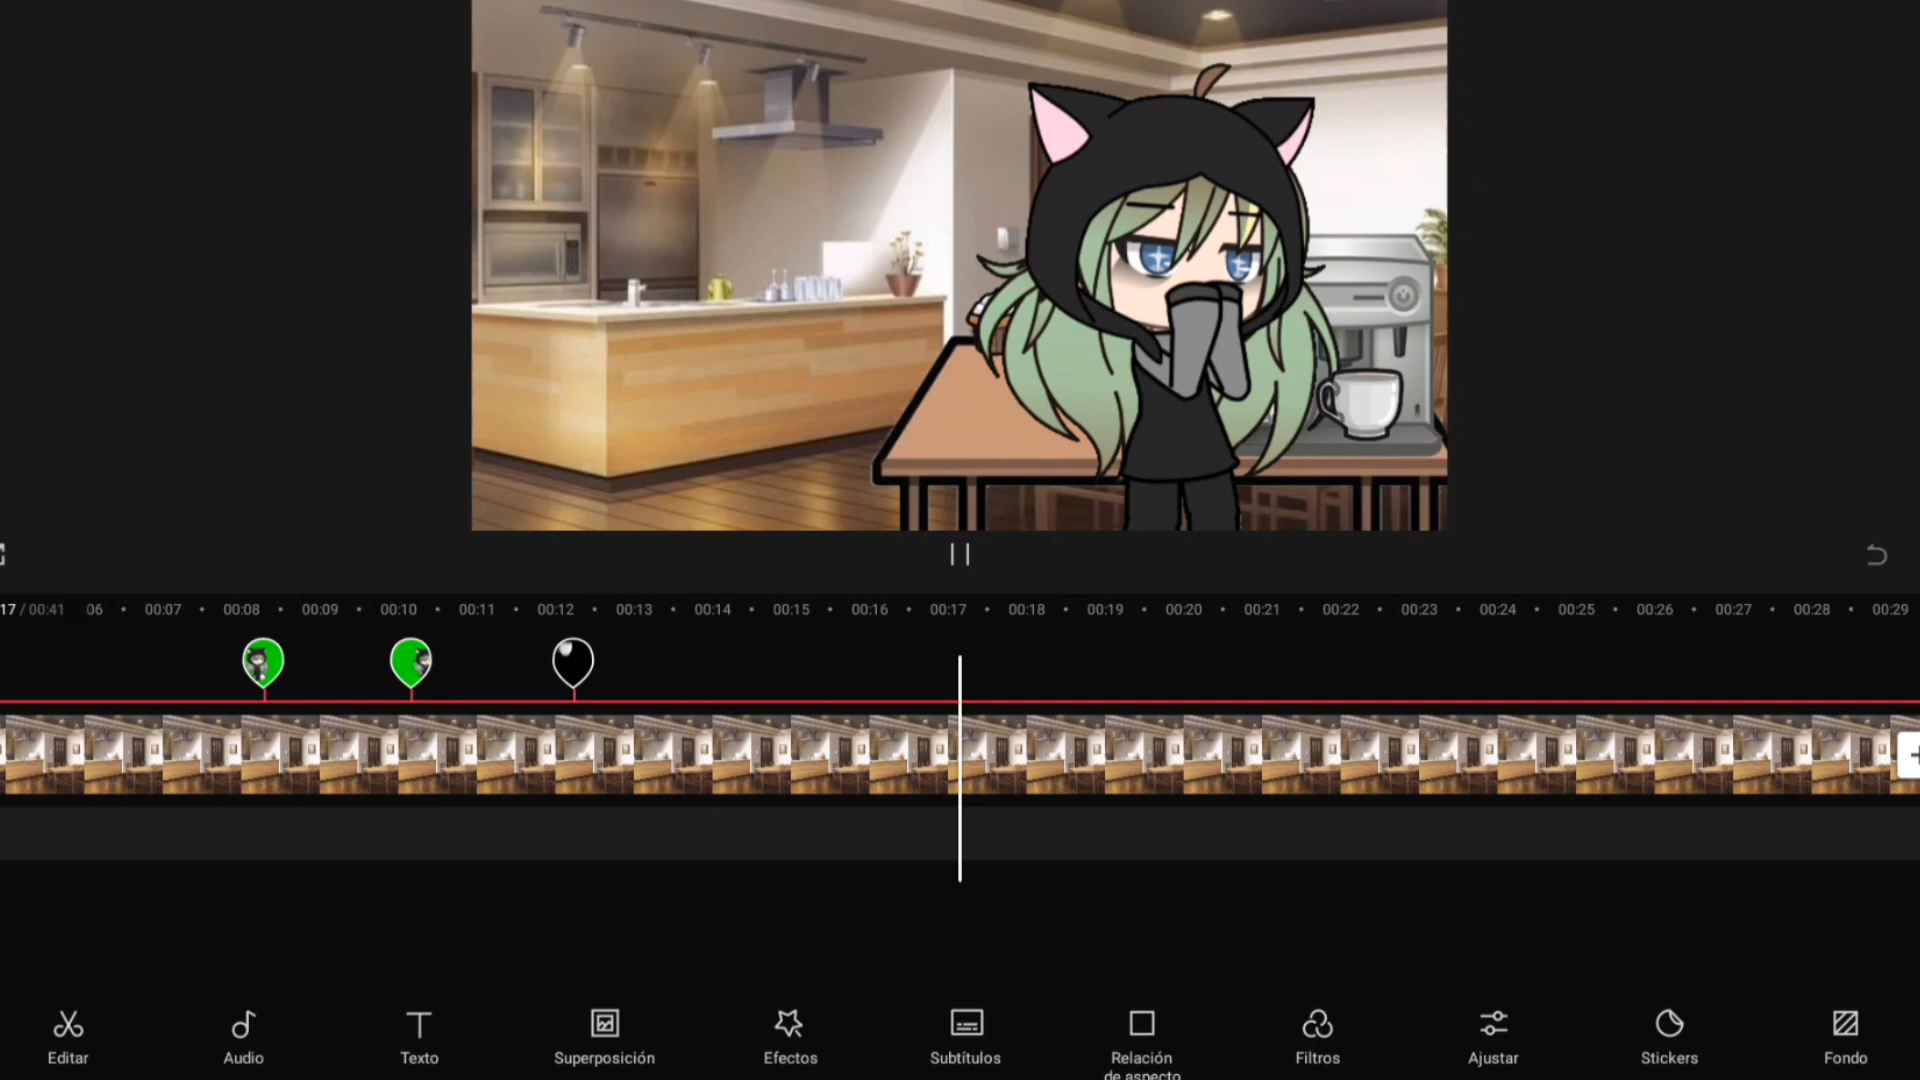 17 / 00:41 06 00:07 00:08 00:09 00:10 00:11 00:12 00:13 00:14 00:15 00:16 00:17 00:18 00:19 00:20 00:21 00:22 00:23 00:24 00:25 00:26 00:27 00:28 00:29
Editar Audio Texto Superposición Efectos Subtítulos Relación de aspecto Filtros Ajustar Stickers Fondo